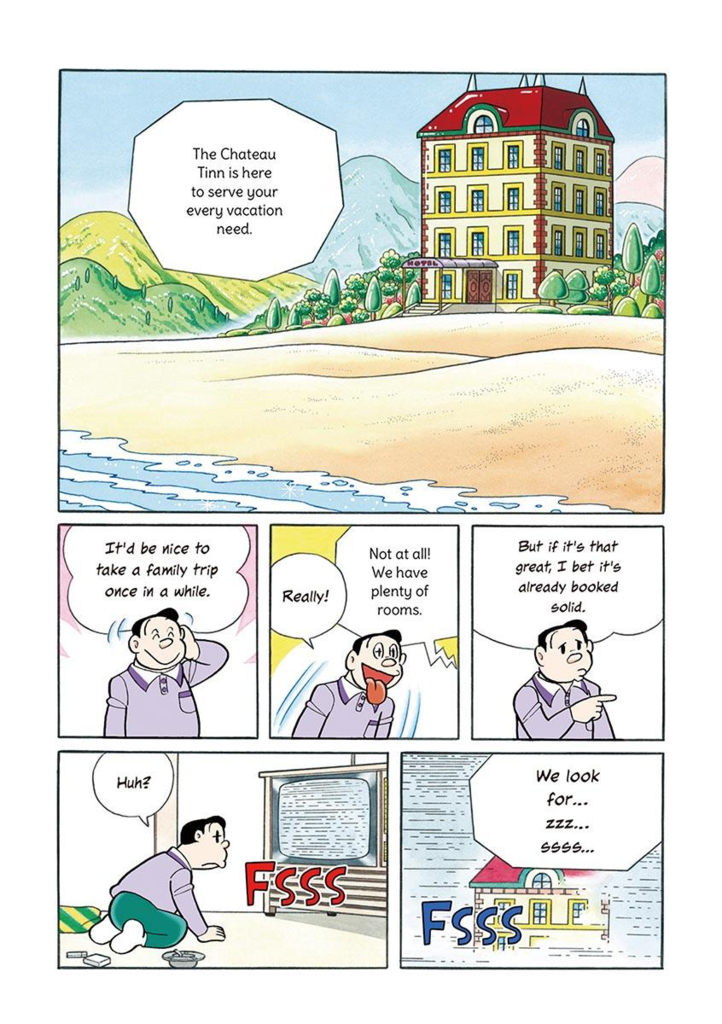 The Chateau
Tinn is here
to serve your
every vacation
need.
HOTEL
It'd be nice to
take a family trip
once in a while.
Really!
Not at all!
We have
plenty of
rooms.
But if it's that
great, I bet it's
already booked
solid.
Huh?
FSSS
We look
for...
zzz...
ssss...
FSSS